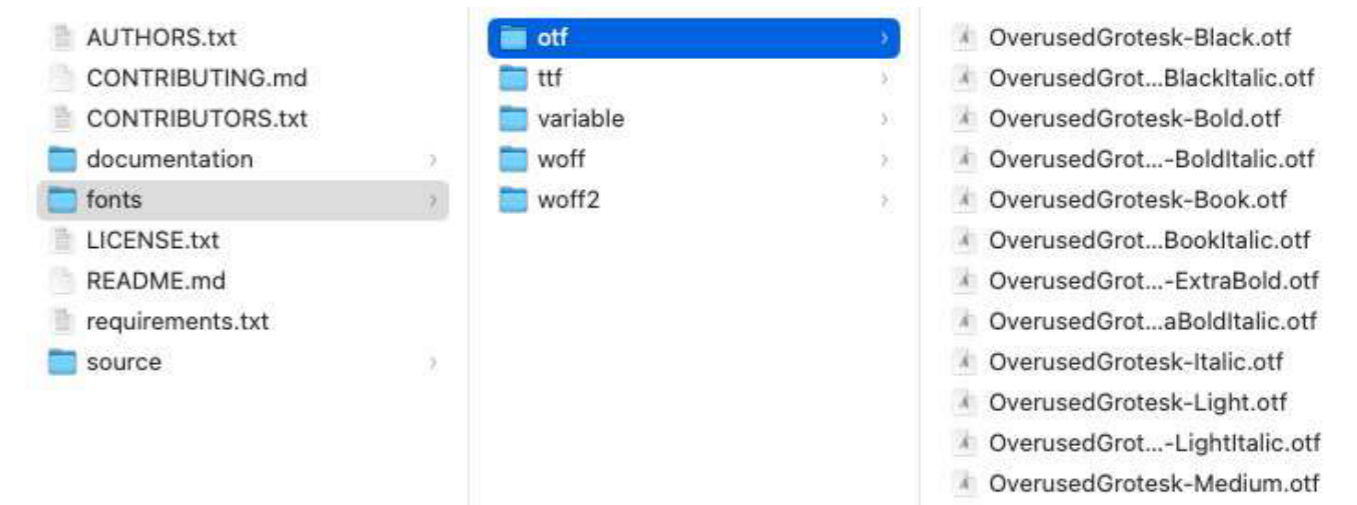 AUTHORS.txt
CONTRIBUTING.md
CONTRIBUTORS.txt
documentation
fonts
LICENSE.txt
README.md
requirements.txt
source
otf
ttf
variable
woff
woff2
OverusedGrotesk-Black.otf
OverusedGrot...BlackItalic.otf
OverusedGrotesk-Bold.otf
OverusedGrot...-BoldItalic.otf
OverusedGrotesk-Book.otf
OverusedGrot...BookItalic.otf
OverusedGrot...-ExtraBold.otf
OverusedGrot...aBoldItalic.otf
OverusedGrotesk-Italic.otf
OverusedGrotesk-Light.otf
OverusedGrot...-LightItalic.otf
OverusedGrotesk-Medium.otf